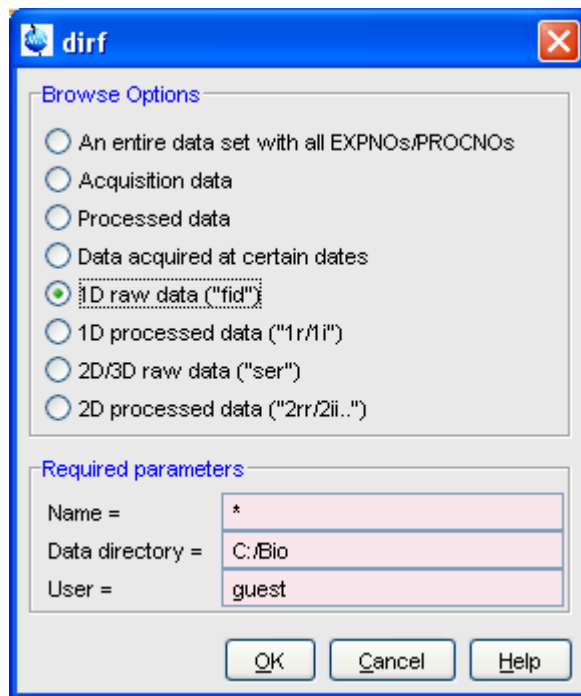 dirf
Browse Options
An entire data set with all EXPNOs/PROCNOs
Acquisition data
Processed data
Data acquired at certain dates
1D raw data ("fid")
1D processed data ("1r/1i")
2D/3D raw data ("ser")
2D processed data ("2rr/2ii..")
Required parameters
Name = *
Data directory = C:/Bio
User = guest
OK Cancel Help